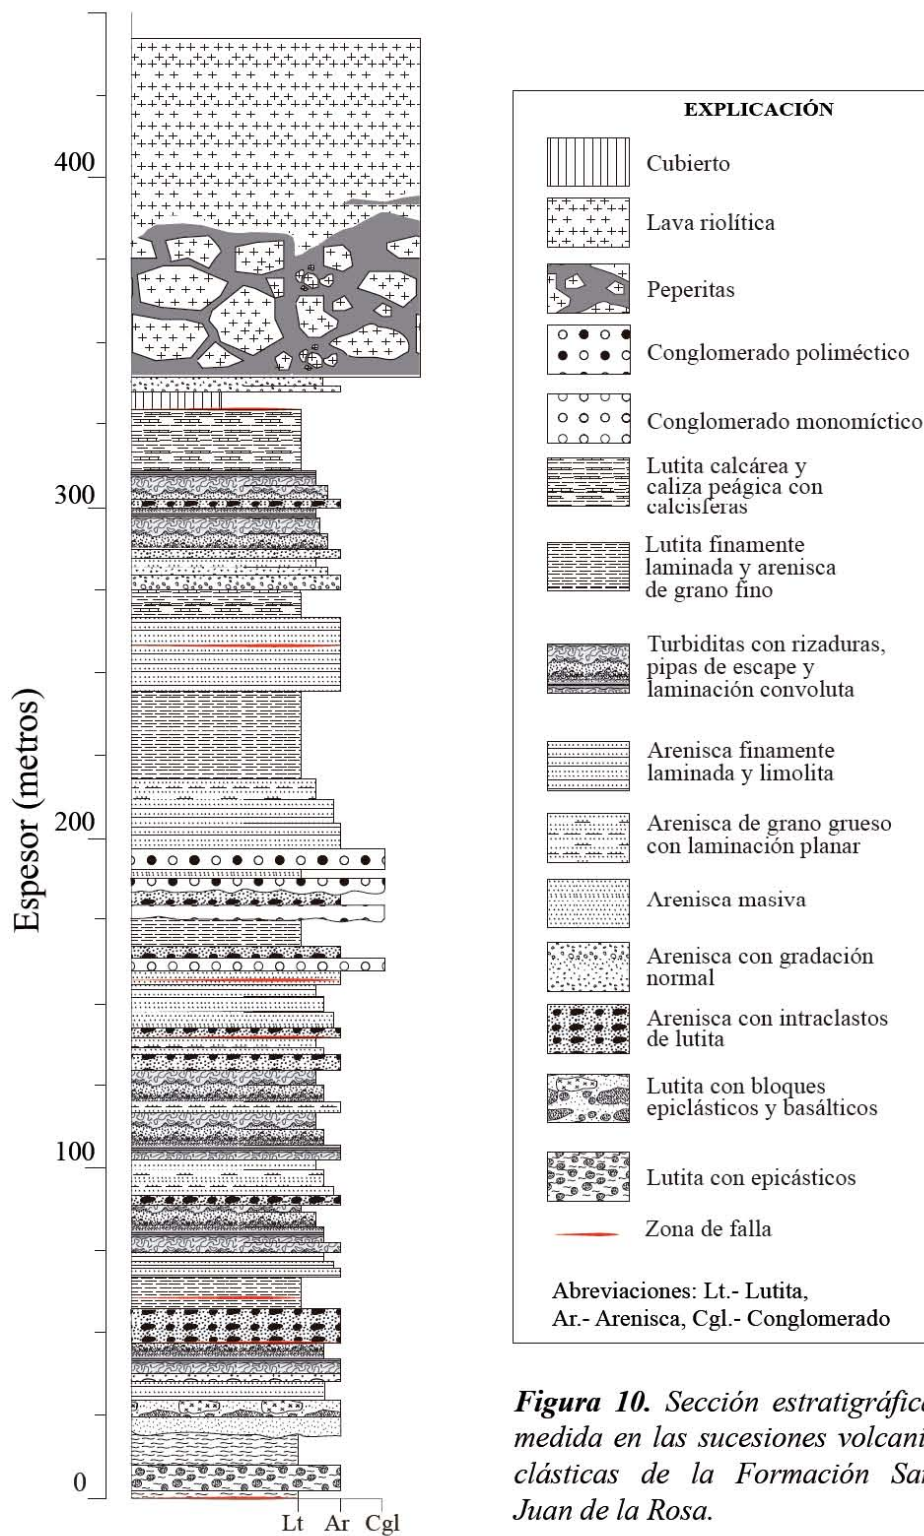 400
300
200
100
0
Espesor (metros)
Lt Ar Cgl
EXPLICACIÓN
Cubierto
Lava riolítica
Peperitas
Conglomerado poliméctico
Conglomerado monomíctico
Lutita calcárea y
caliza peágica con
calcisferas
Lutita finamente
laminada y arenisca
de grano fino
Turbiditas con rizaduras,
pipas de escape y
laminación convoluta
Arenisca finamente
laminada y limolita
Arenisca de grano grueso
con laminación planar
Arenisca masiva
Arenisca con gradación
normal
Arenisca con intraclastos
de lutita
Lutita con bloques
epiclásticos y basálticos
Lutita con epicásticos
Zona de falla
Abreviaciones: Lt.- Lutita,
Ar.- Arenisca, Cgl.- Conglomerado
Figura 10. Sección estratigráfica
medida en las sucesiones volcani
clásticas de la Formación Sa
Juan de la Rosa.